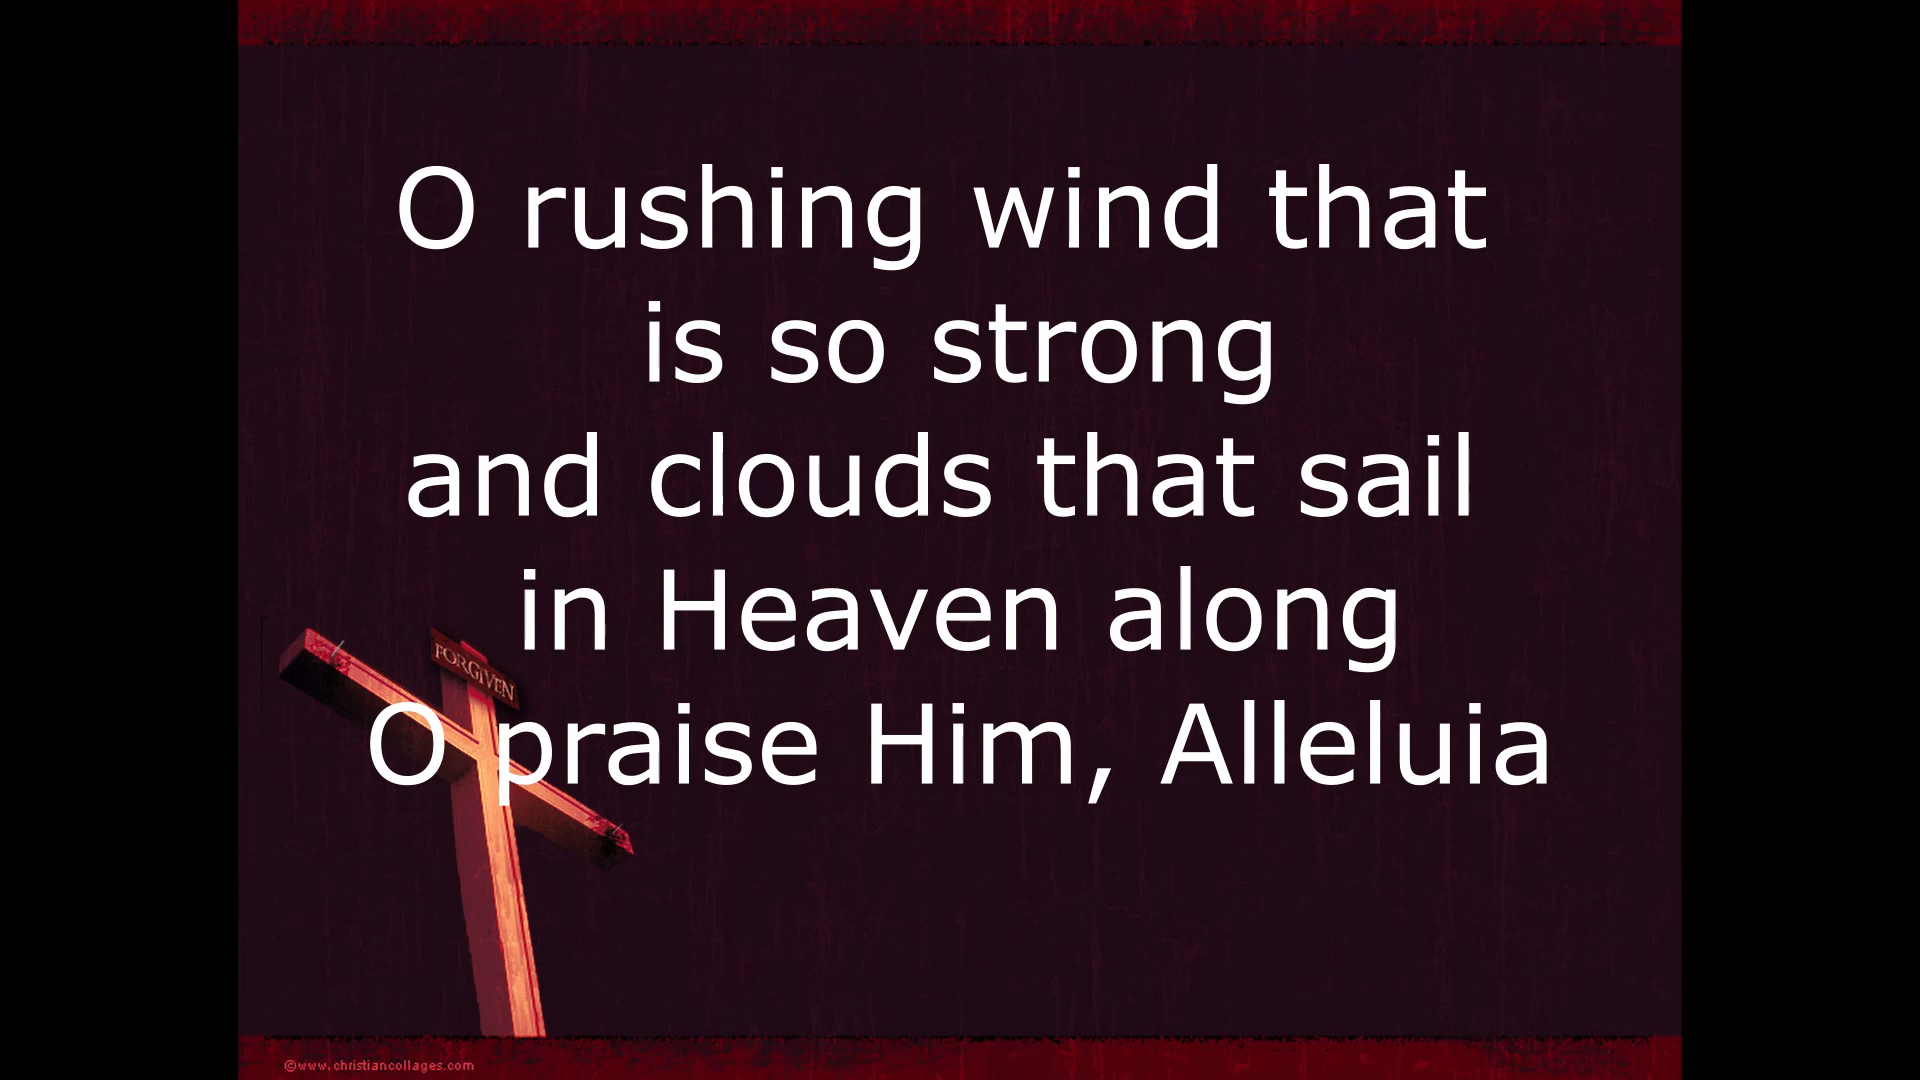 O rushing wind that
is so strong
and clouds that sail
in Heaven along
FORGIVEN
O praise Him, Alleluia
©www.christiancollages.com